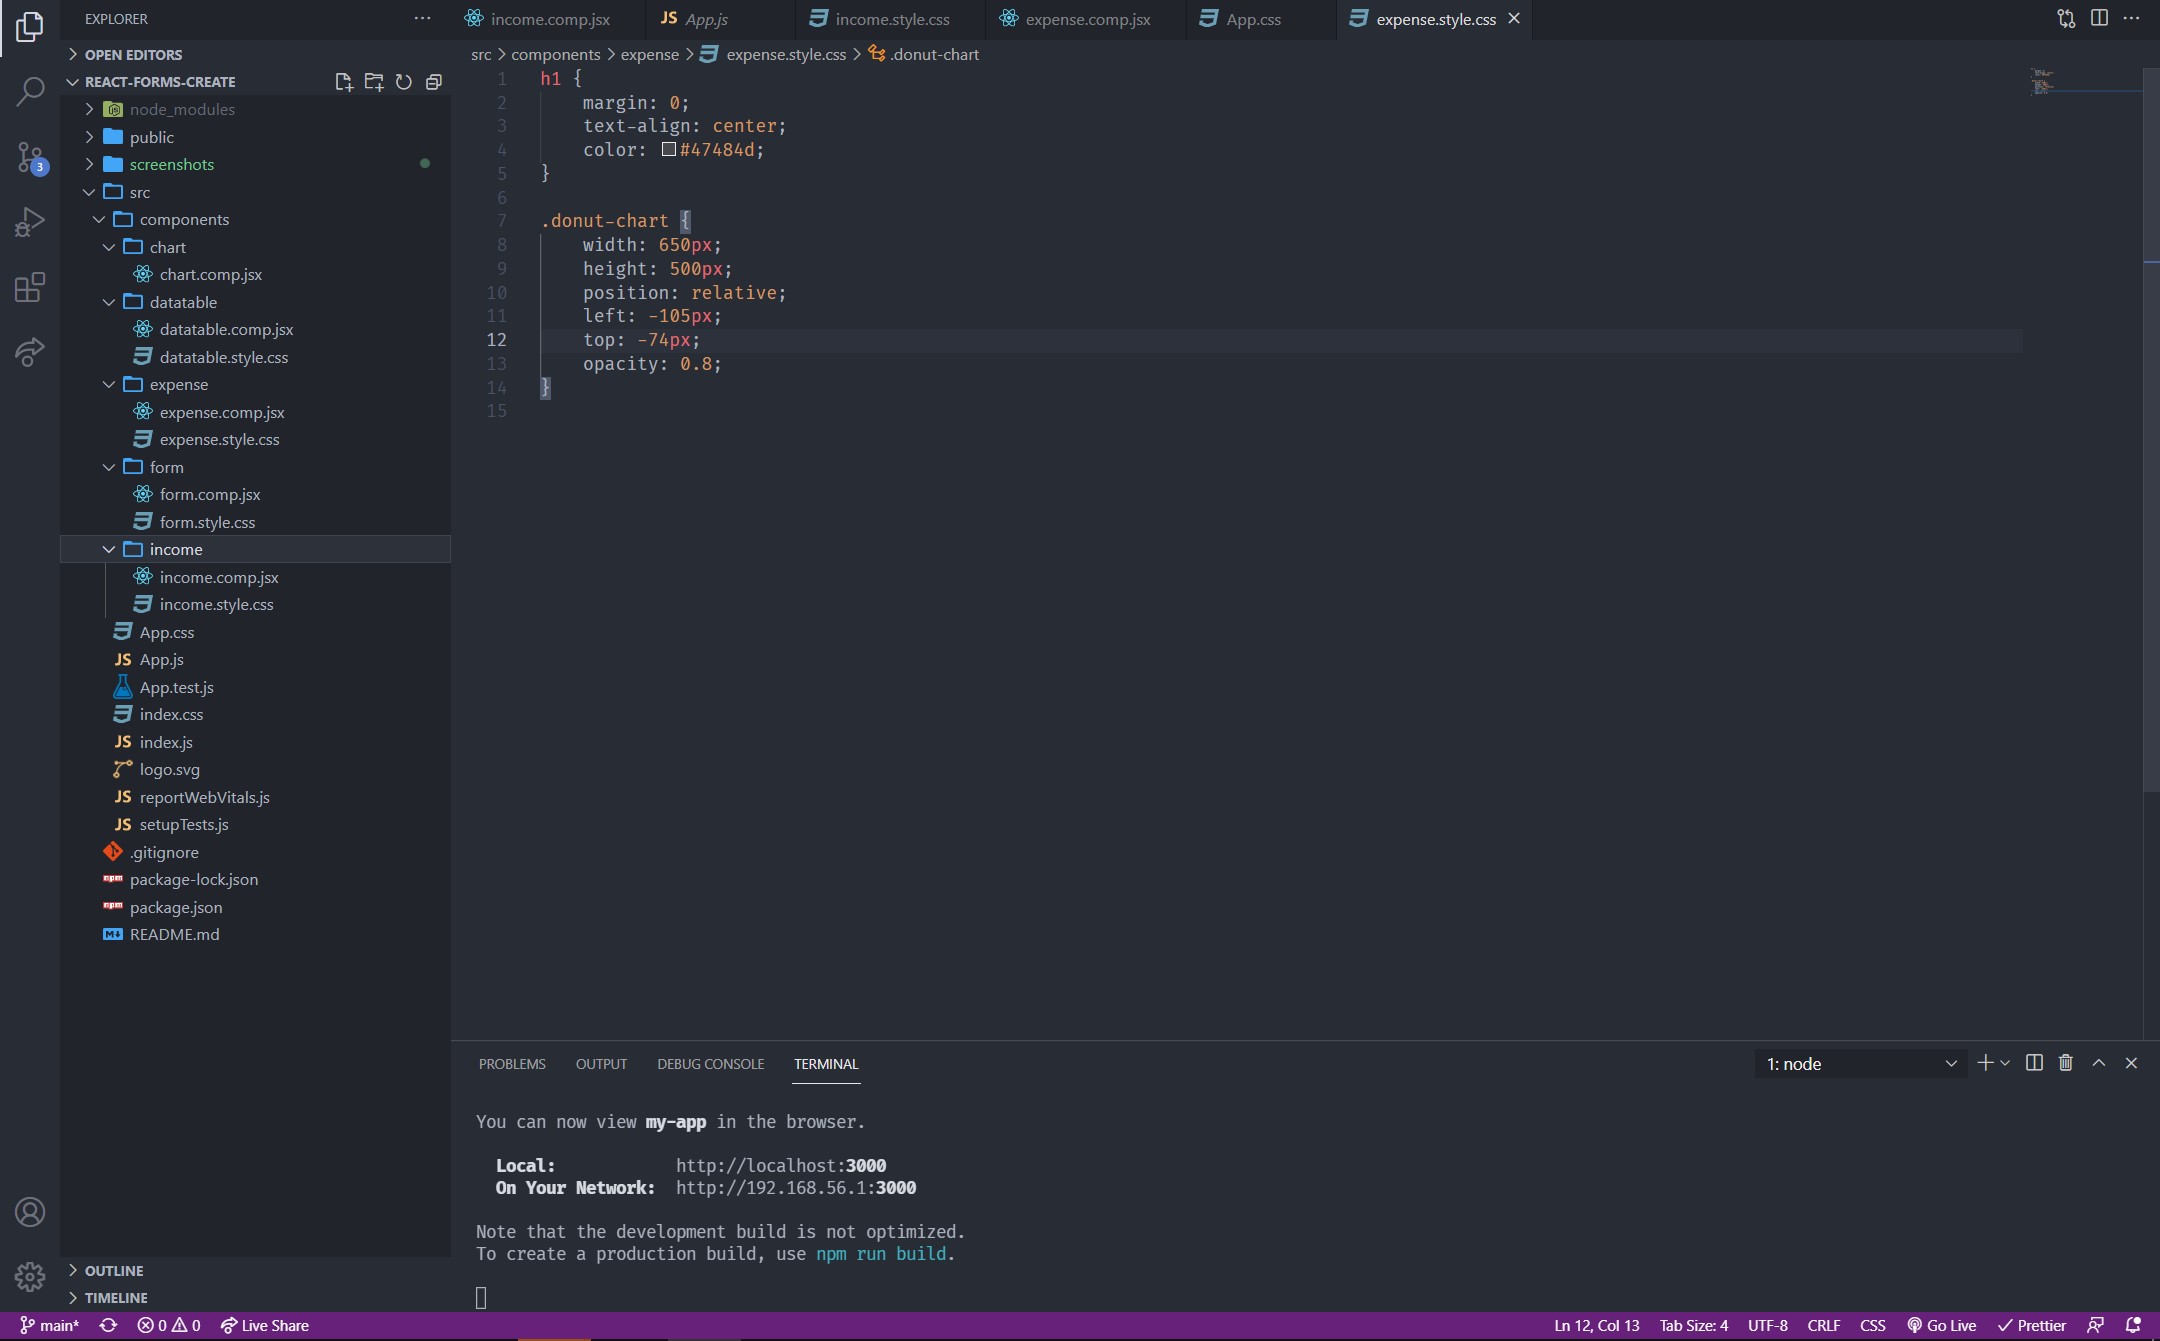 EXPLORER
income.comp.jsx
JS App.js
income.style.css
expense.comp.jsx
App.css
expense.style.css
OPEN EDITORS
src > components > expense > expense.style.css > .donut-chart
REACT-FORMS-CREATE
node_modules
public
screenshots
src
components
chart
chart.comp.jsx
datatable
datatable.comp.jsx
datatable.style.css
expense
expense.comp.jsx
expense.style.css
form
form.comp.jsx
form.style.css
income
income.comp.jsx
income.style.css
App.css
JS App.js
App.test.js
index.css
JS index.js
logo.svg
JS reportWebVitals.js
JS setupTests.js
.gitignore
npm package-lock.json
npm package.json
M README.md
OUTLINE
TIMELINE
3
1 h1 {
2 margin: 0;
3 text-align: center;
4 color: #47484d;
5 }
6
7 .donut-chart {
8 width: 650px;
9 height: 500px;
10 position: relative;
11 left: -105px;
12 top: -74px;
13 opacity: 0.8;
14 }
15
PROBLEMS OUTPUT DEBUG CONSOLE TERMINAL 1: node
You can now view my-app in the browser.
Local: http://localhost:3000
On Your Network: http://192.168.56.1:3000
Note that the development build is not optimized.
To create a production build, use npm run build.
main* 0 0 Live Share Ln 12, Col 13 Tab Size: 4 UTF-8 CRLF CSS Go Live Prettier